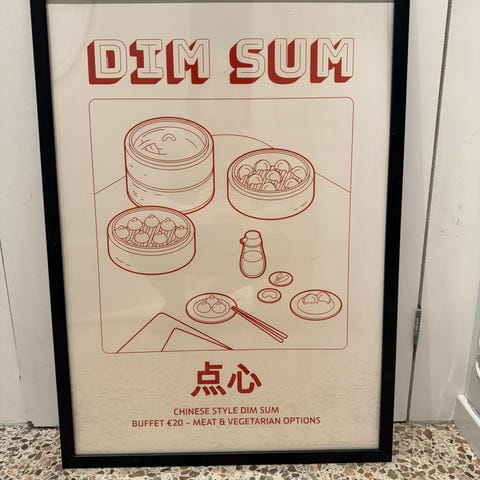 DIM SUM
点心
CHINESE STYLE DIM SUM
BUFFET €20 – MEAT & VEGETARIAN OPTIONS